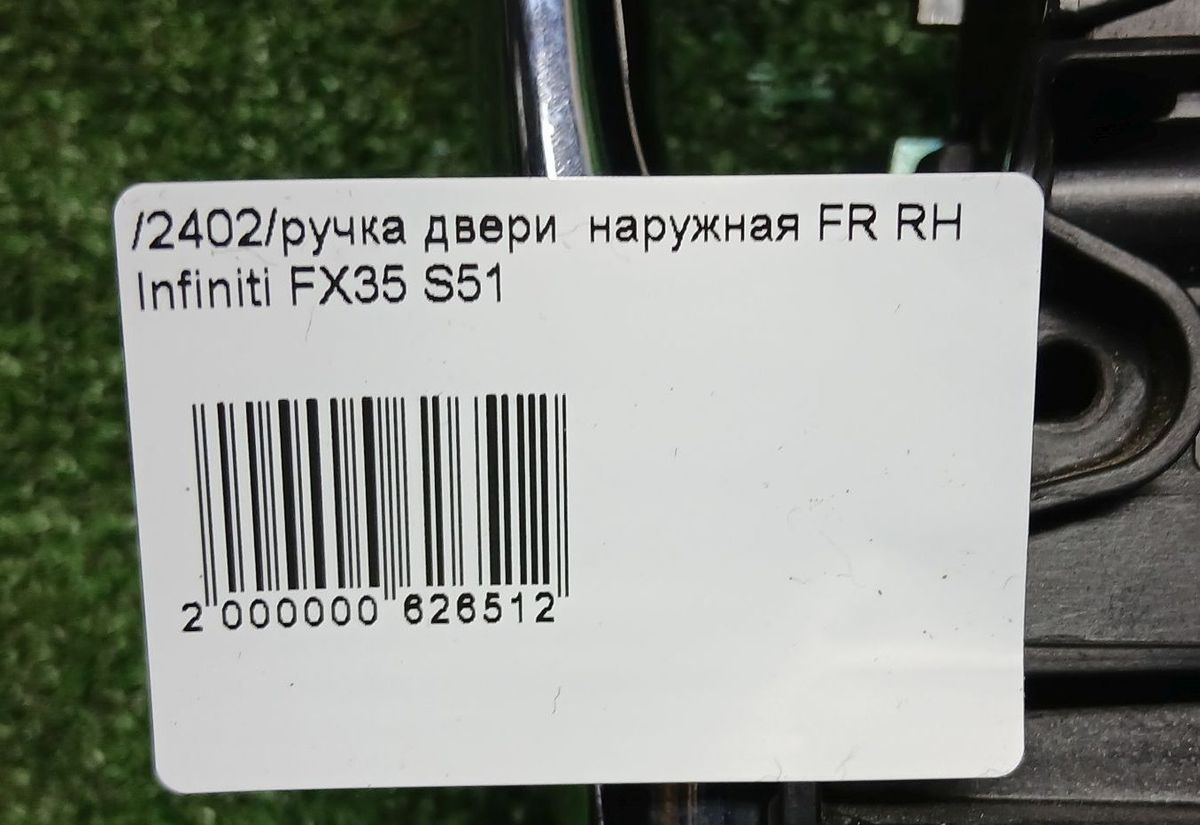 /2402/ручка двери  наружная FR RH
Infiniti FX35 S51
2 000000 626512